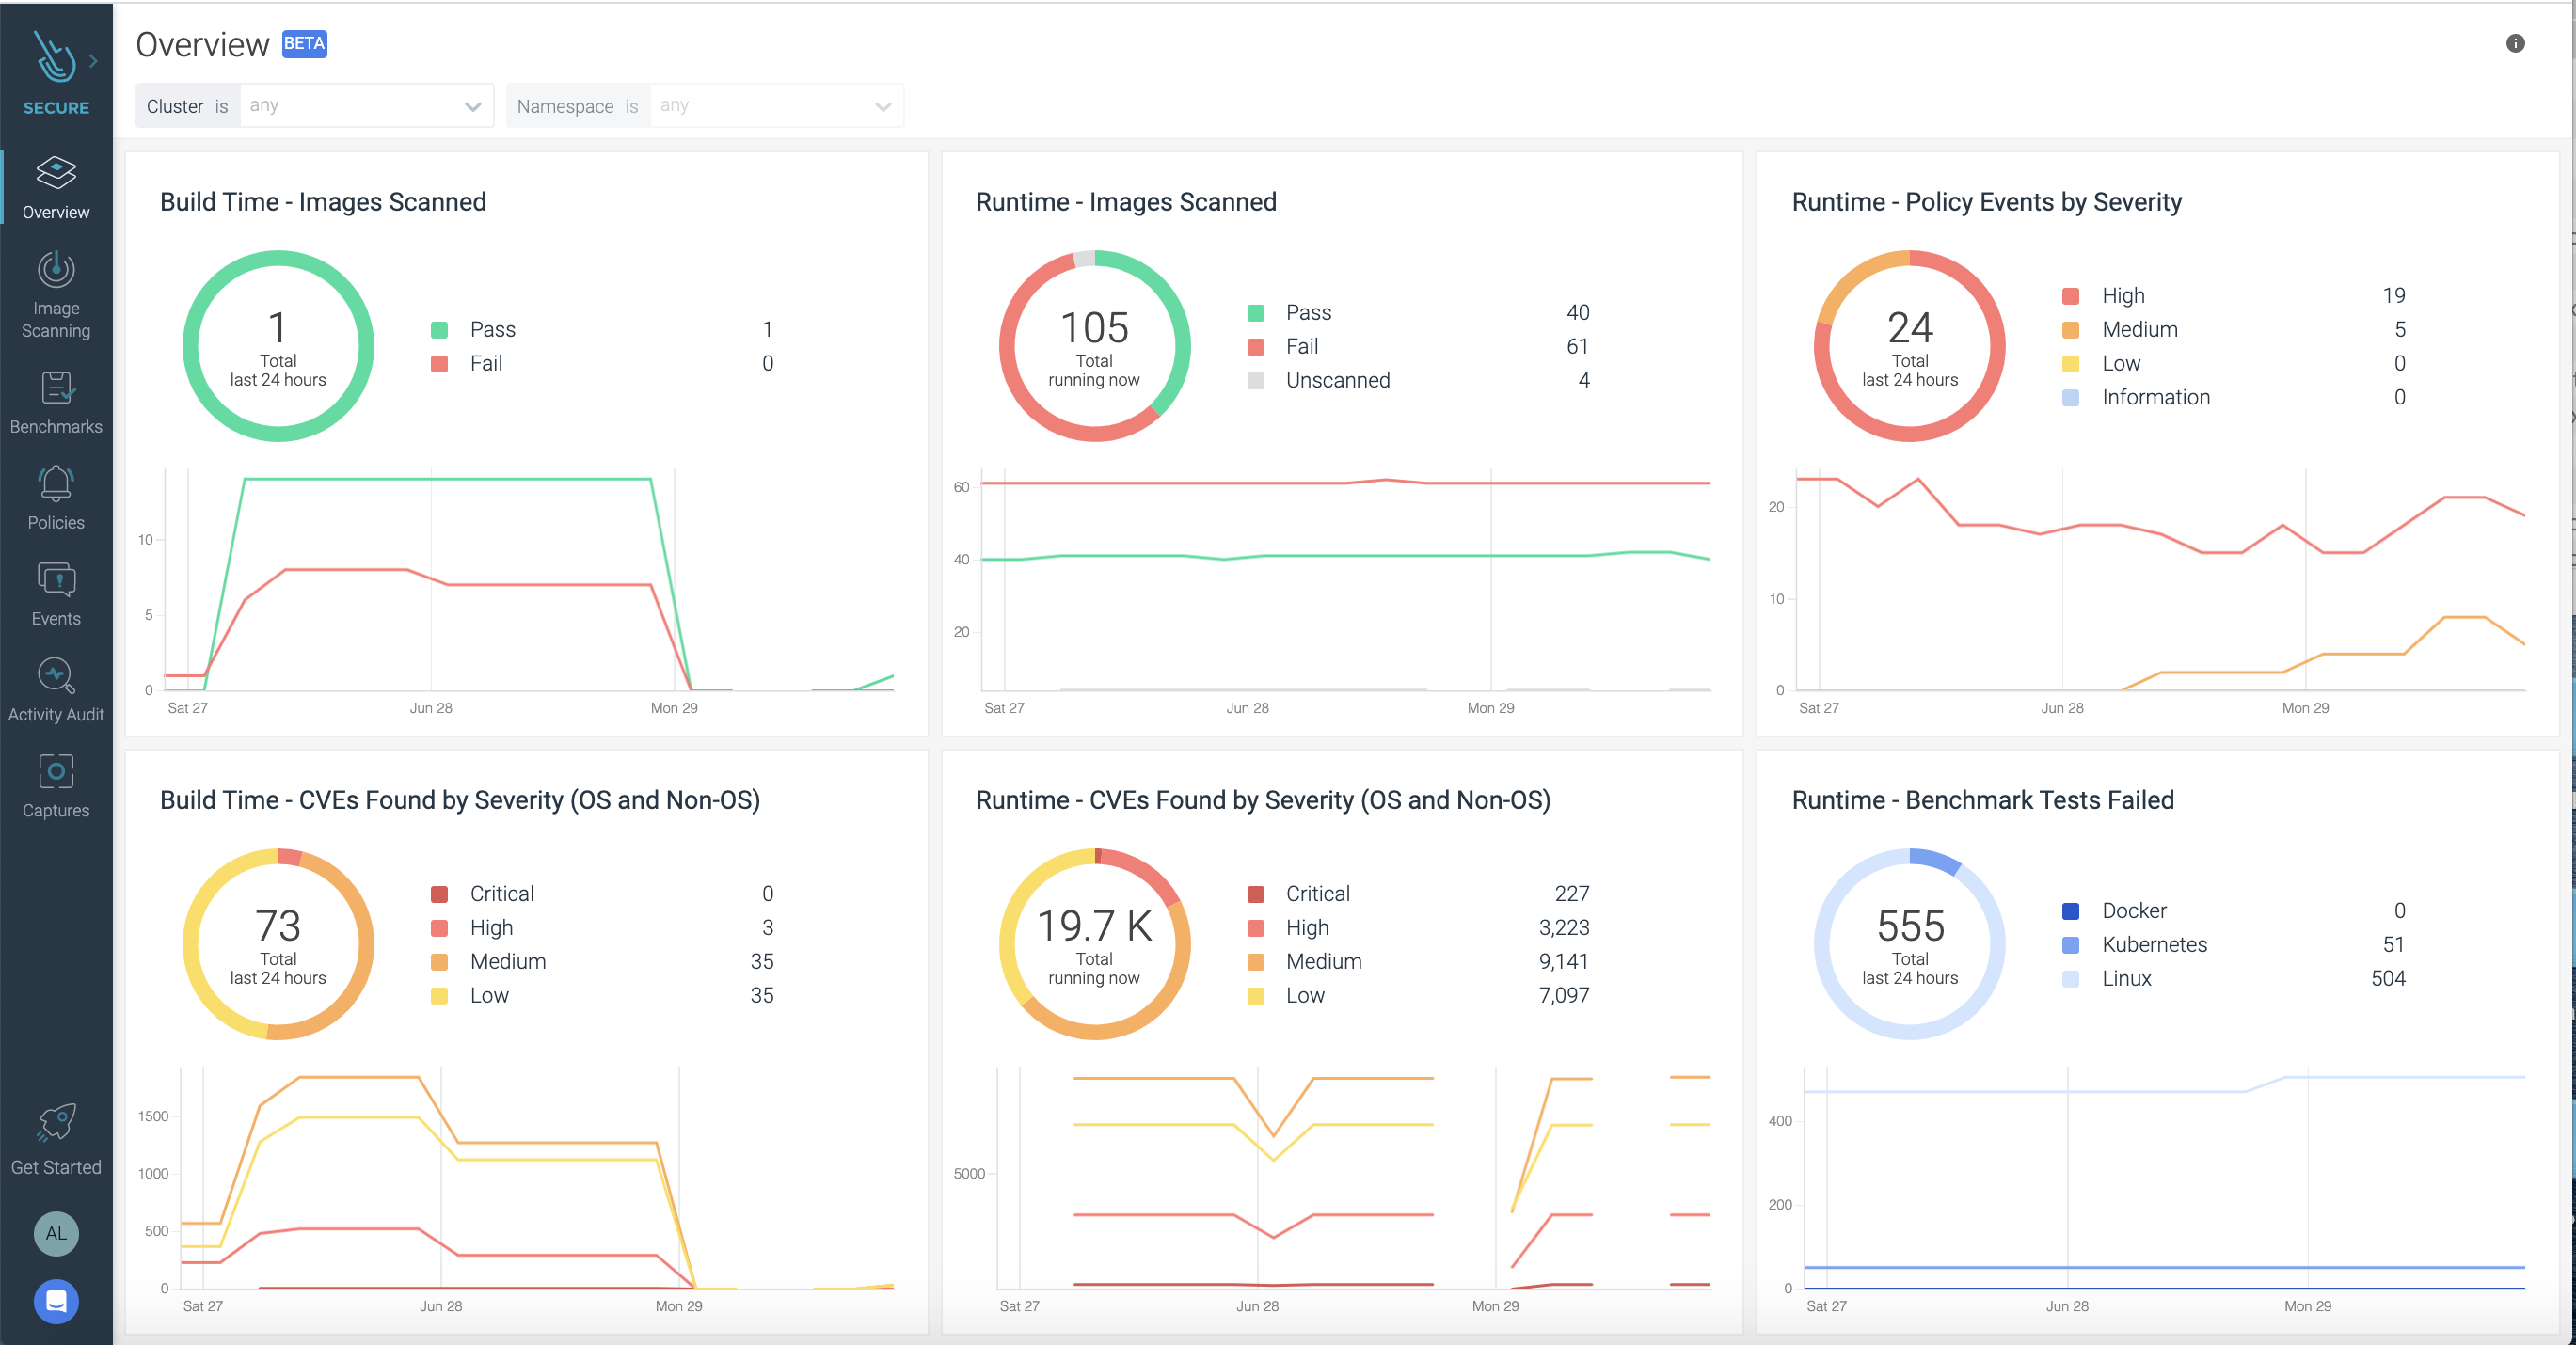 SECURE
Overview
Image
Scanning
Benchmarks
Policies
Events
Activity Audit
Captures
Get Started
AL
Overview BETA
Cluster is any
Namespace is any
Build Time - Images Scanned
1
Total
last 24 hours
Pass 1
Fail 0
10
5
0
Sat 27 Jun 28 Mon 29
Runtime - Images Scanned
105
Total
running now
Pass 40
Fail 61
Unscanned 4
60
40
20
Sat 27 Jun 28 Mon 29
Runtime - Policy Events by Severity
24
Total
last 24 hours
High 19
Medium 5
Low 0
Information 0
20
10
0
Sat 27 Jun 28 Mon 29
Build Time - CVEs Found by Severity (OS and Non-OS)
73
Total
last 24 hours
Critical 0
High 3
Medium 35
Low 35
1500
1000
500
0
Sat 27 Jun 28 Mon 29
Runtime - CVEs Found by Severity (OS and Non-OS)
19.7 K
Total
running now
Critical 227
High 3,223
Medium 9,141
Low 7,097
5000
Sat 27 Jun 28 Mon 29
Runtime - Benchmark Tests Failed
555
Total
last 24 hours
Docker 0
Kubernetes 51
Linux 504
400
200
0
Sat 27 Jun 28 Mon 29